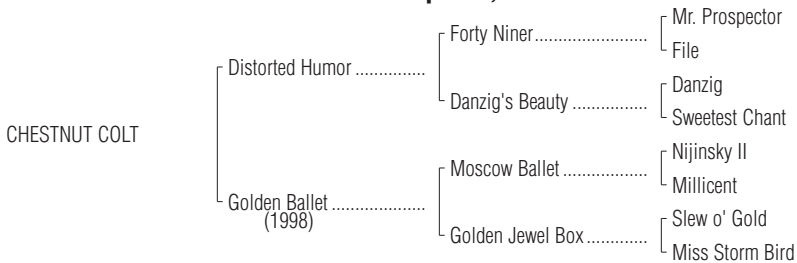 Mr. Prospector
Forty Niner
File
Distorted Humor
Danzig
Danzig's Beauty
Sweetest Chant
CHESTNUT COLT
Nijinsky II
Moscow Ballet
Millicent
Golden Ballet
(1998)
Slew o' Gold
Golden Jewel Box
Miss Storm Bird